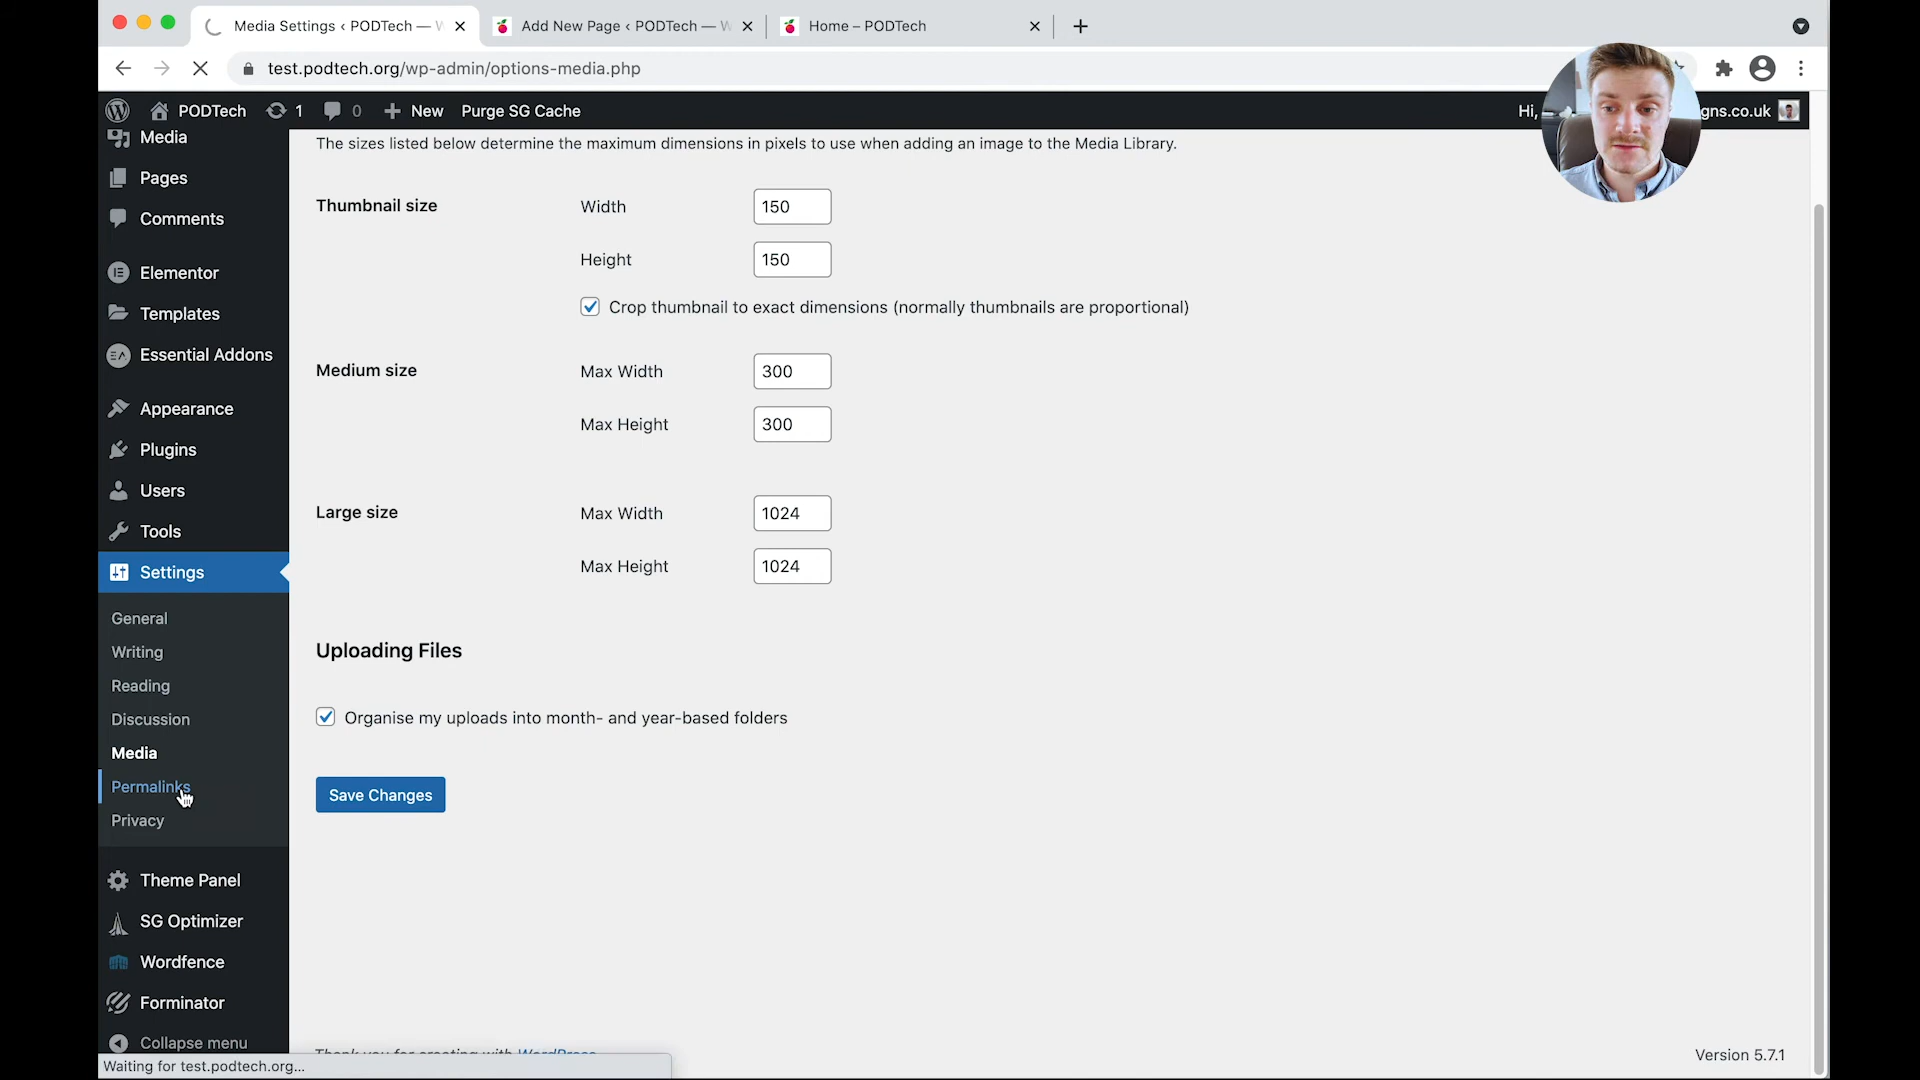 Media Settings ‹ PODTech — W
Add New Page ‹ PODTech — W
Home – PODTech
test.podtech.org/wp-admin/options-media.php
PODTech
1
0
New
Purge SG Cache
Hi,
gns.co.uk
Media
Pages
Comments
Elementor
Templates
Essential Addons
Appearance
Plugins
Users
Tools
Settings
General
Writing
Reading
Discussion
Media
Permalinks
Privacy
Theme Panel
SG Optimizer
Wordfence
Forminator
Collapse menu
The sizes listed below determine the maximum dimensions in pixels to use when adding an image to the Media Library.
Thumbnail size
Width
150
Height
150
Crop thumbnail to exact dimensions (normally thumbnails are proportional)
Medium size
Max Width
300
Max Height
300
Large size
Max Width
1024
Max Height
1024
Uploading Files
Organise my uploads into month- and year-based folders
Save Changes
Thank you for creating with WordPress.
Version 5.7.1
Waiting for test.podtech.org...